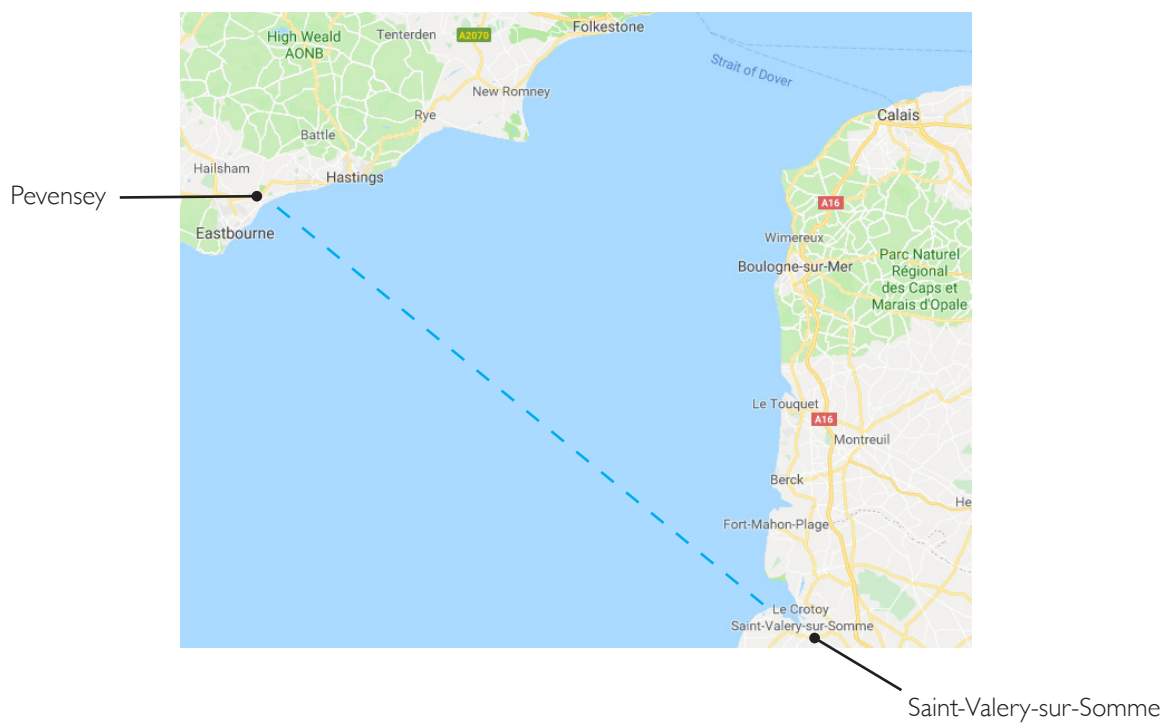 Folkestone
High Weald
AONB
Tenterden
A2070
Strait of Dover
New Romney
Rye
Calais
Battle
Hailsham
Hastings
Pevensey
A16
Eastbourne
Wimereux
Boulogne-sur-Mer
Parc Naturel
Régional
des Caps et
Marais d'Opale
Le Touquet
A16
Montreuil
Berck
He
Fort-Mahon-Plage
Le Crotoy
Saint-Valery-sur-Somme
Saint-Valery-sur-Somme